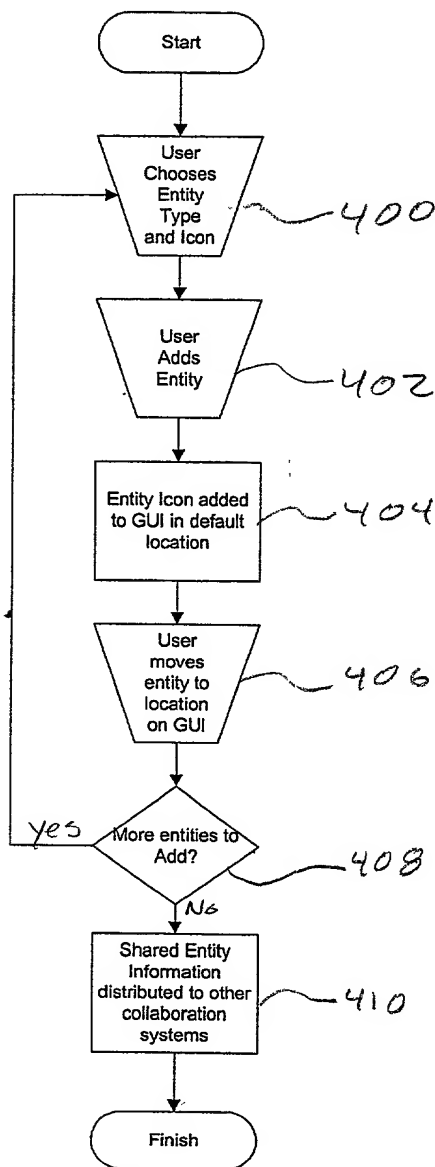 Start
User
Chooses
Entity
Type
and Icon
400
User
Adds
Entity
402
Entity Icon added
to GUI in default
location
404
User
moves
entity to
location
on GUI
406
yes
More entities to
Add?
408
No
Shared Entity
Information
distributed to other
collaboration
systems
410
Finish